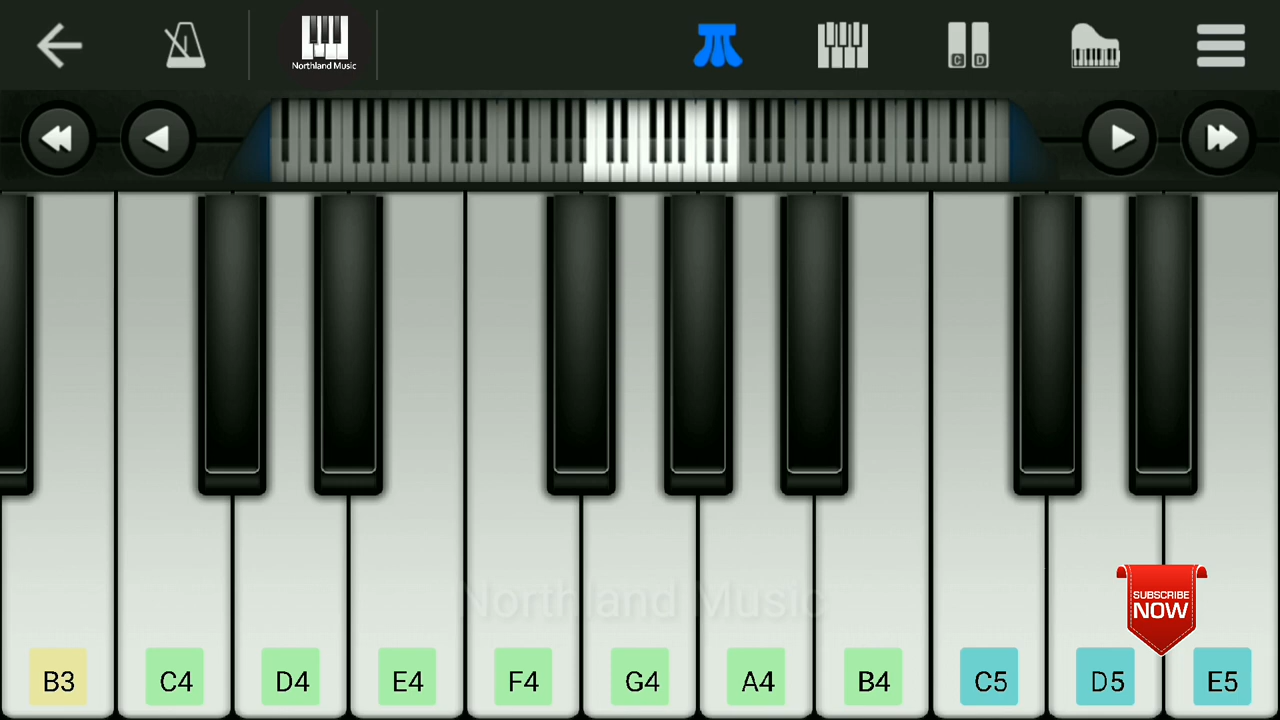 Northland Music
C D
Northland Music
SUBSCRIBE
NOW
B3 C4 D4 E4 F4 G4 A4 B4 C5 D5 E5